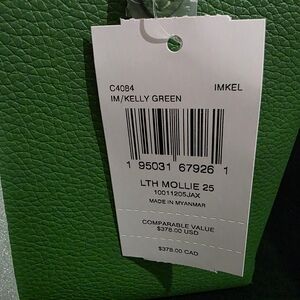 C4084 IMKEL
IM/KELLY GREEN
1 95031 67926 1
LTH MOLLIE 25
10011205JAX
MADE IN MYANMAR
COMPARABLE VALUE
$378.00 USD
$378.00 CAD